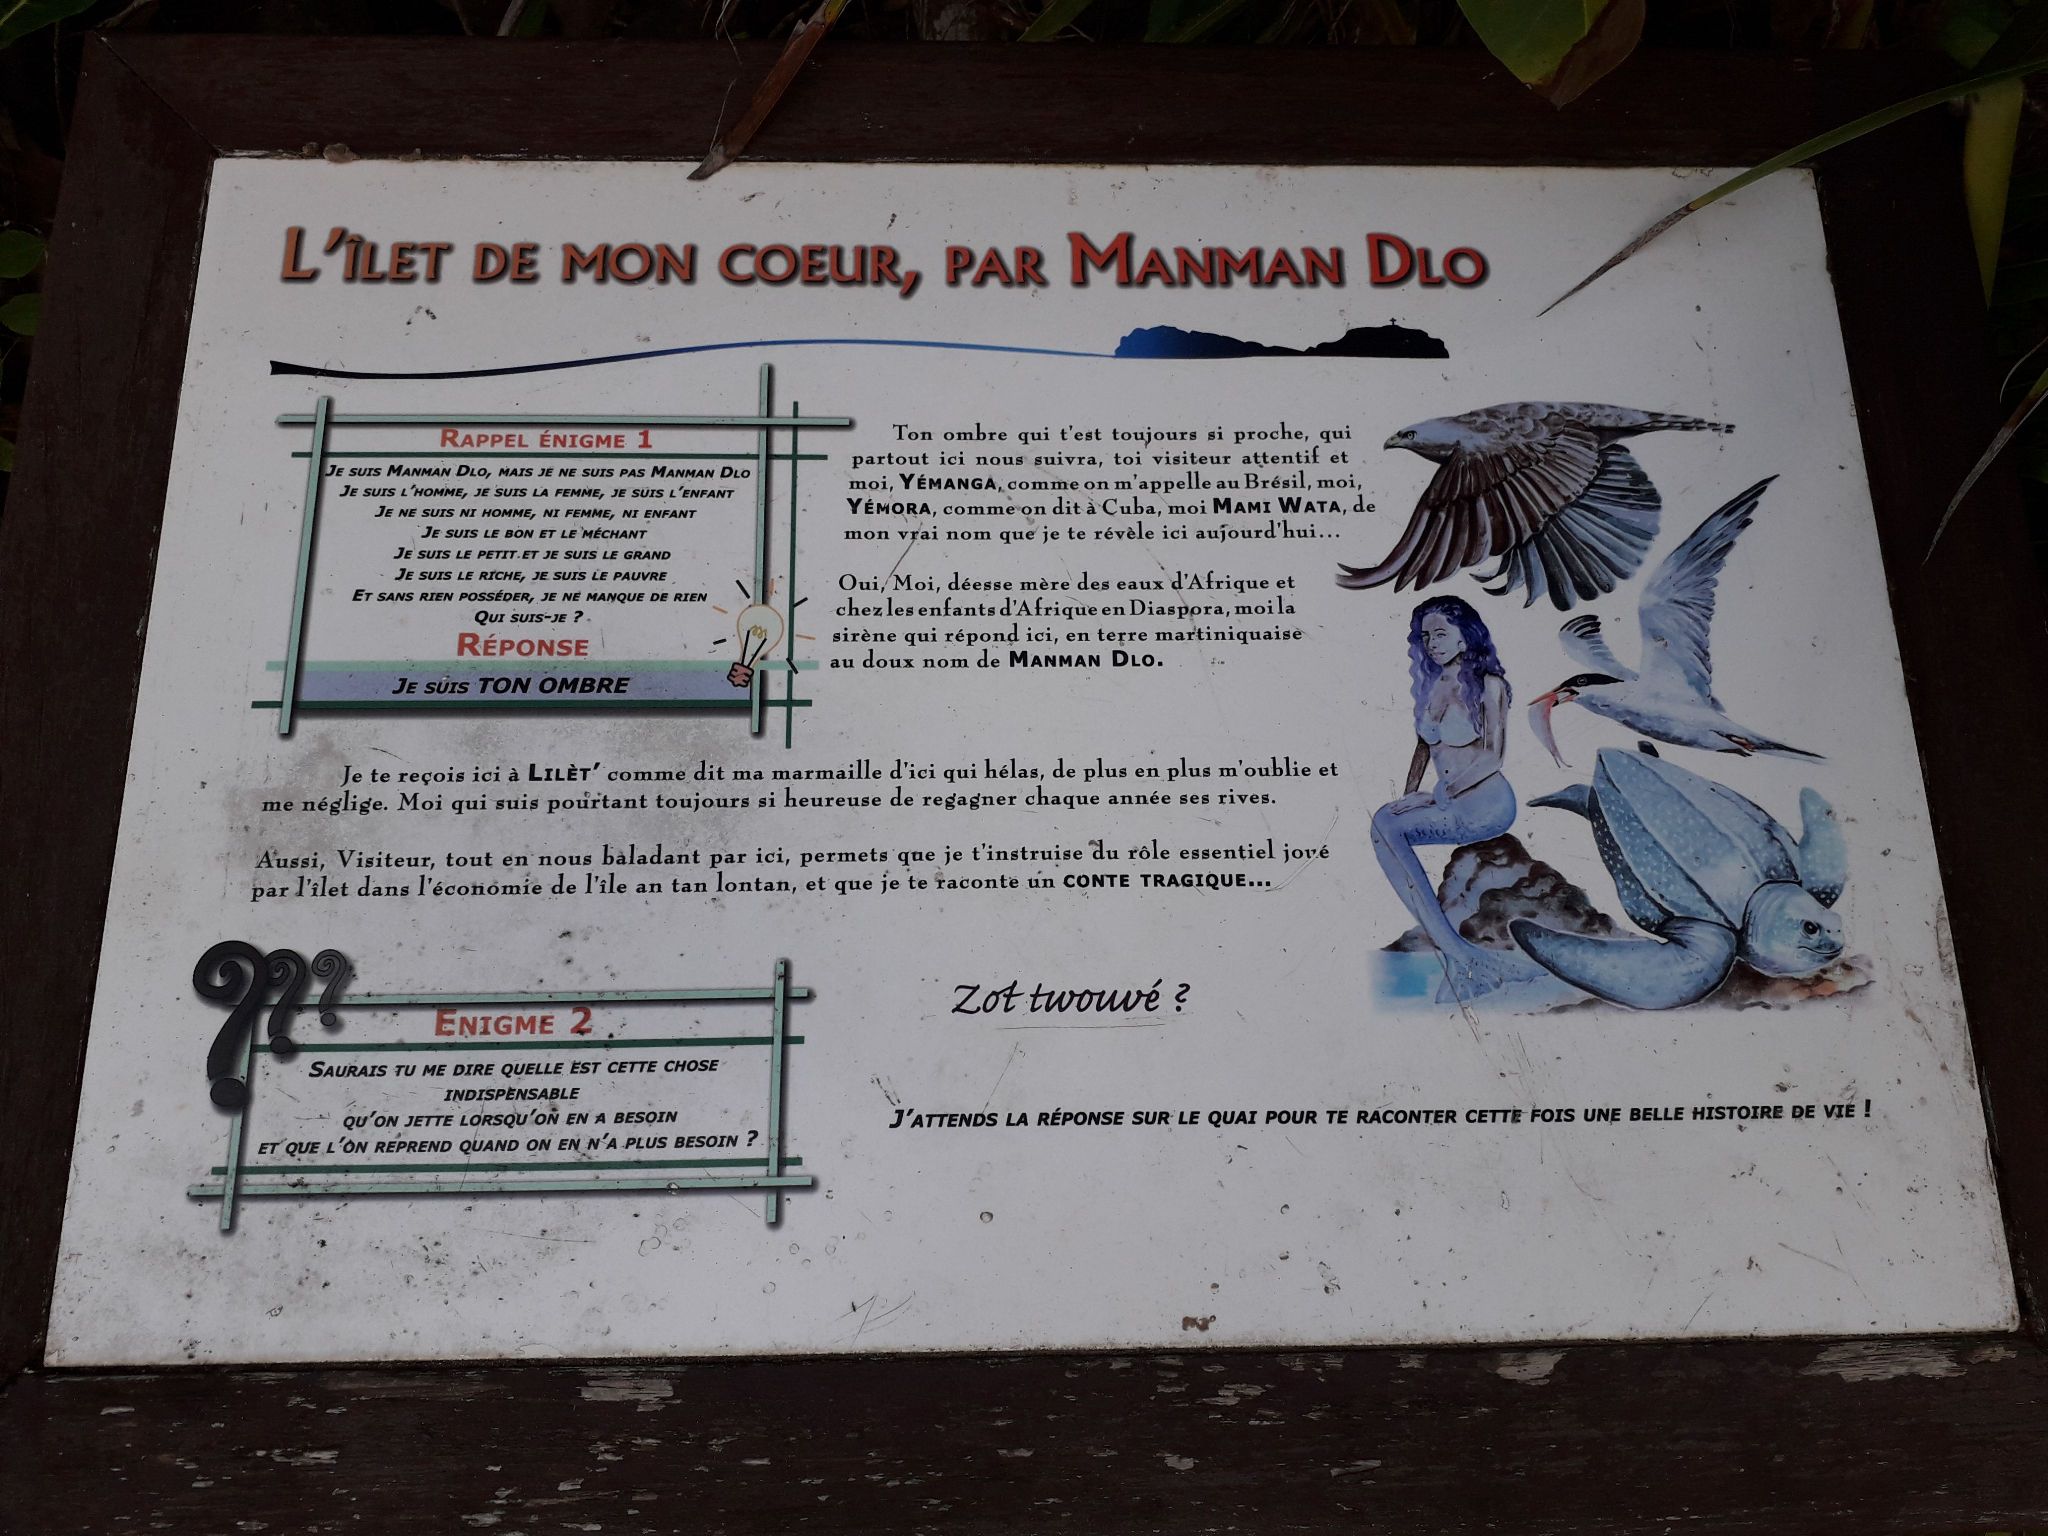 L'ÎLET DE MON COEUR, PAR MANMAN DLO
RAPPEL ÉNIGME 1
JE SUIS MANMAN DLO, MAIS JE NE SUIS PAS MANMAN DLO
JE SUIS L'HOMME, JE SUIS LA FEMME, JE SUIS L'ENFANT
JE NE SUIS NI HOMME, NI FEMME, NI ENFANT
JE SUIS LE BON ET LE MÉCHANT
JE SUIS LE PETIT ET JE SUIS LE GRAND
JE SUIS LE RICHE, JE SUIS LE PAUVRE
ET SANS RIEN POSSÉDER, JE NE MANQUE DE RIEN
QUI SUIS-JE ?
RÉPONSE
JE SUIS TON OMBRE
Ton ombre qui t'est toujours si proche, qui
partout ici nous suivra, toi visiteur attentif et
moi, YÉMANGA, comme on m'appelle au Brésil, moi,
YÉMORA, comme on dit à Cuba, moi MAMI WATA, de
mon vrai nom que je te révèle ici aujourd'hui...
Oui, Moi, déesse mère des eaux d'Afrique et
chez les enfants d'Afrique en Diaspora, moi la
sirène qui répond ici, en terre martiniquaise
au doux nom de MANMAN DLO.
Je te reçois ici à LILÈT' comme dit ma marmaille d'ici qui hélas, de plus en plus m'oublie et
me néglige. Moi qui suis pourtant toujours si heureuse de regagner chaque année ses rives.
Aussi, Visiteur, tout en nous baladant par ici, permets que je t'instruise du rôle essentiel joué
par l'îlet dans l'économie de l'île an tan lontan, et que je te raconte un CONTE TRAGIQUE...
ENIGME 2
SAURAIS TU ME DIRE QUELLE EST CETTE CHOSE
INDISPENSABLE
QU'ON JETTE LORSQU'ON EN A BESOIN
ET QUE L'ON REPREND QUAND ON EN N'A PLUS BESOIN ?
Zot twouvé ?
J'ATTENDS LA RÉPONSE SUR LE QUAI POUR TE RACONTER CETTE FOIS UNE BELLE HISTOIRE DE VIE !